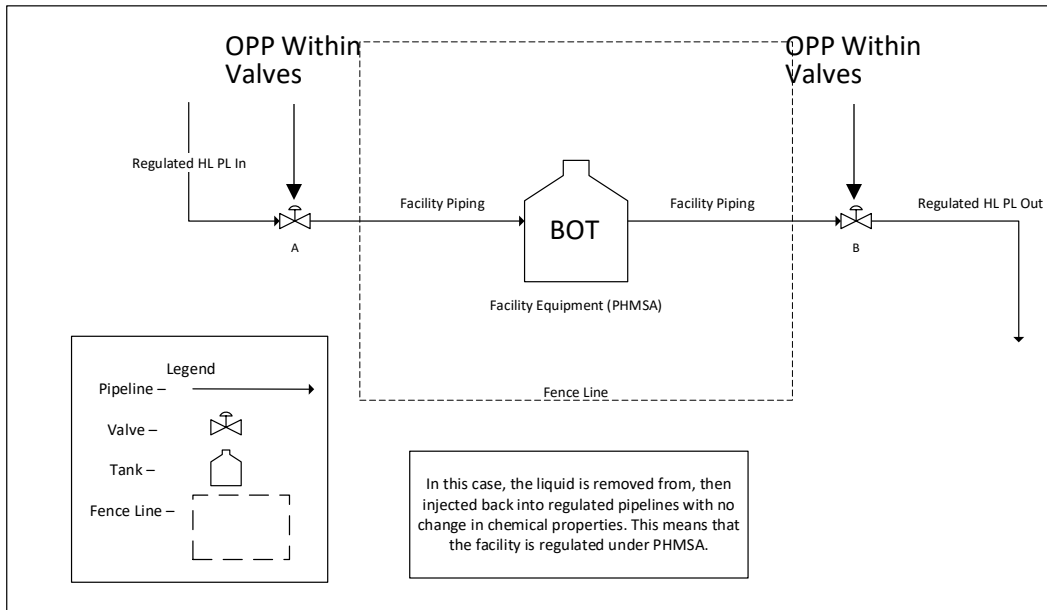 OPP Within
Valves
OPP Within
Valves
Regulated HL PL In
Facility Piping
Facility Piping
Regulated HL PL Out
A
BOT
B
Facility Equipment (PHMSA)
Fence Line
Legend
Pipeline –
Valve –
Tank –
Fence Line –
In this case, the liquid is removed from, then
injected back into regulated pipelines with no
change in chemical properties. This means that
the facility is regulated under PHMSA.